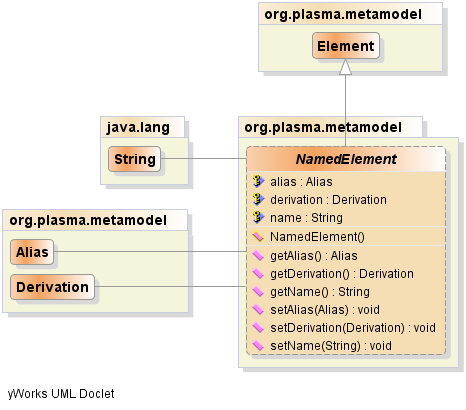 org.plasma.metamodel
Element
java.lang
String
org.plasma.metamodel
NamedElement
alias : Alias
derivation : Derivation
name : String
NamedElement()
getAlias() : Alias
getDerivation() : Derivation
getName() : String
setAlias(Alias) : void
setDerivation(Derivation) : void
setName(String) : void
org.plasma.metamodel
Alias
Derivation
yWorks UML Doclet